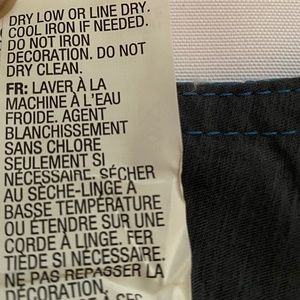 DRY LOW OR LINE DRY.
COOL IRON IF NEEDED.
DO NOT IRON
DECORATION. DO NOT
DRY CLEAN.
FR: LAVER À LA
MACHINE À L'EAU
FROIDE. AGENT
BLANCHISSEMENT
SANS CHLORE
SEULEMENT SI
NÉCESSAIRE. SÉCHER
AU SÈCHE-LINGE À
BASSE TEMPÉRATURE
OU ÉTENDRE SUR UNE
CORDE À LINGE. FER
TIÈDE SI NÉCESSAIRE.
NE PAS REPASSER LA
DÉCORATION. NE PAS